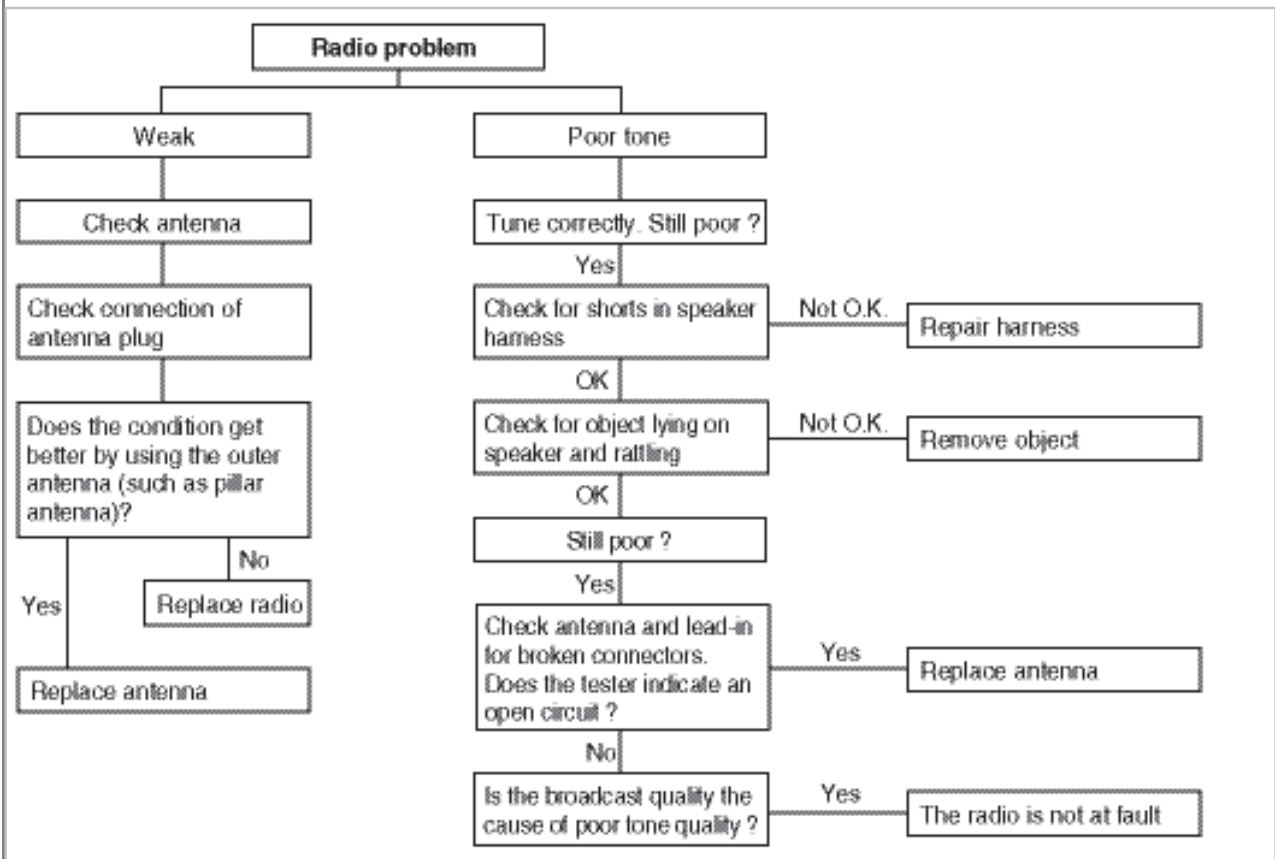 Radio problem
Weak
Check antenna
Check connection of
antenna plug
Does the condition get
better by using the outer
antenna (such as pillar
antenna)?
No
Replace radio
Yes
Replace antenna
Poor tone
Tune correctly. Still poor ?
Yes
Check for shorts in speaker
harness
Not O.K.
Repair harness
OK
Check for object lying on
speaker and rattling
Not O.K.
Remove object
OK
Still poor ?
Yes
Check antenna and lead-in
for broken connectors.
Does the tester indicate an
open circuit ?
Yes
Replace antenna
No
Is the broadcast quality the
cause of poor tone quality ?
Yes
The radio is not at fault